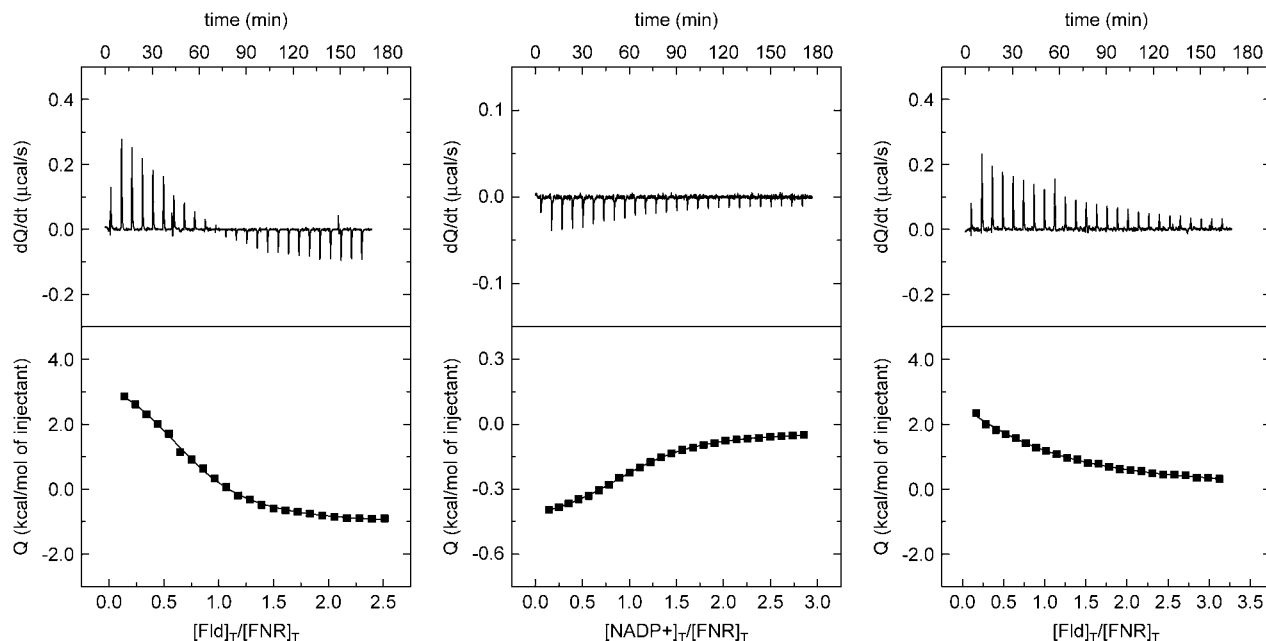 time (min)
0 30 60 90 120 150 180
0.4
0.2
0.0
-0.2
dQ/dt (µcal/s)
4.0
2.0
0.0
-2.0
Q (kcal/mol of injectant)
0.0 0.5 1.0 1.5 2.0 2.5
[Fld]T/[FNR]T
time (min)
0 30 60 90 120 150 180
0.1
0.0
-0.1
dQ/dt (µcal/s)
0.3
0.0
-0.3
-0.6
Q (kcal/mol of injectant)
0.0 0.5 1.0 1.5 2.0 2.5 3.0
[NADP+]T/[FNR]T
time (min)
0 30 60 90 120 150 180
0.4
0.2
0.0
-0.2
dQ/dt (µcal/s)
4.0
2.0
0.0
-2.0
Q (kcal/mol of injectant)
0.0 0.5 1.0 1.5 2.0 2.5 3.0 3.5
[Fld]T/[FNR]T